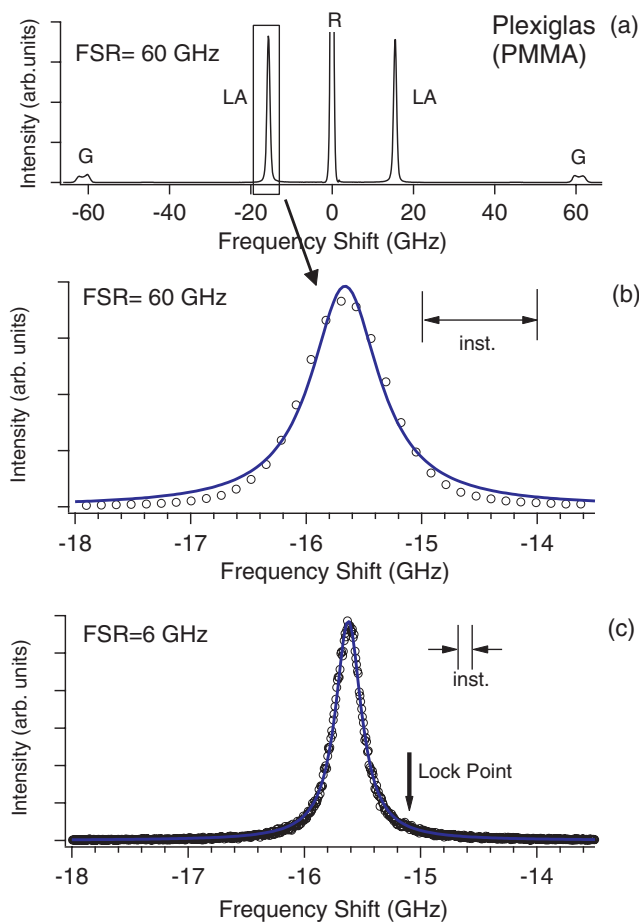 R
Plexiglas (a)
(PMMA)
FSR= 60 GHz
LA
LA
G
G
Intensity (arb.units)
-60 -40 -20 0 20 40 60
Frequency Shift (GHz)
FSR= 60 GHz
(b)
inst.
Intensity (arb. units)
-18 -17 -16 -15 -14
Frequency Shift (GHz)
FSR=6 GHz
(c)
inst.
Lock Point
Intensity (arb. units)
-18 -17 -16 -15 -14
Frequency Shift (GHz)